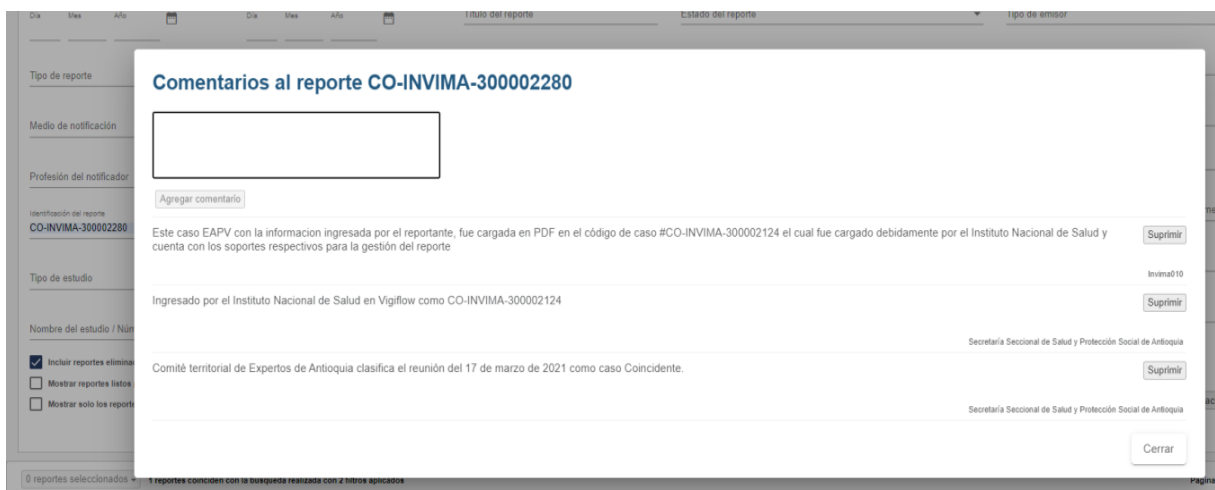 Día Mes Año Día Mes Año Título del reporte Estado del reporte Tipo de emisor
Tipo de reporte
Comentarios al reporte CO-INVIMA-300002280
Medio de notificación
Profesión del notificador
Agregar comentario
Identificación del reporte
CO-INVIMA-300002280
Este caso EAPV con la informacion ingresada por el reportante, fue cargada en PDF en el código de caso #CO-INVIMA-300002124 el cual fue cargado debidamente por el Instituto Nacional de Salud y
cuenta con los soportes respectivos para la gestión del reporte
Suprimir
Invima010
Tipo de estudio
Ingresado por el Instituto Nacional de Salud en Vigiflow como CO-INVIMA-300002124
Suprimir
Nombre del estudio /
Secretaría Seccional de Salud y Protección Social de Antioquia
Incluir reportes
Comité territorial de Expertos de Antioquia clasifica el reunión del 17 de marzo de 2021 como caso Coincidente.
Suprimir
Mostrar reportes listos
Mostrar solo los
Secretaría Seccional de Salud y Protección Social de Antioquia
Cerrar
0 reportes seleccionados
1 reportes coinciden con la búsqueda realizada con 2 filtros aplicados